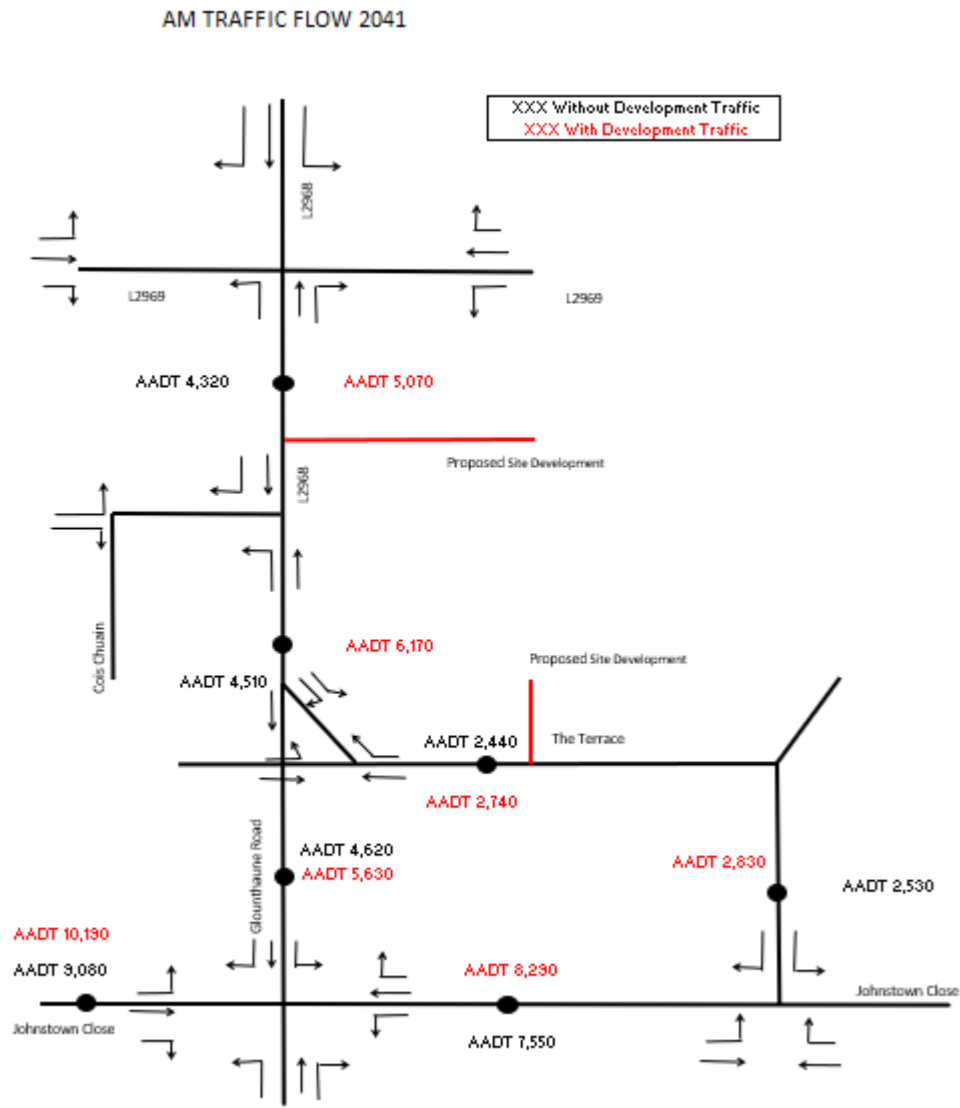 AM TRAFFIC FLOW 2041
XXX Without Development Traffic
XXX With Development Traffic
L2968
L2969
L2969
AADT 4,320
AADT 5,070
Proposed Site Development
L2968
Cois Chuain
AADT 6,170
AADT 4,510
Proposed Site Development
AADT 2,440
The Terrace
AADT 2,740
Glounthaune Road
AADT 4,620
AADT 5,630
AADT 2,830
AADT 2,530
AADT 10,190
AADT 9,080
AADT 8,290
Johnstown Close
Johnstown Close
AADT 7,550